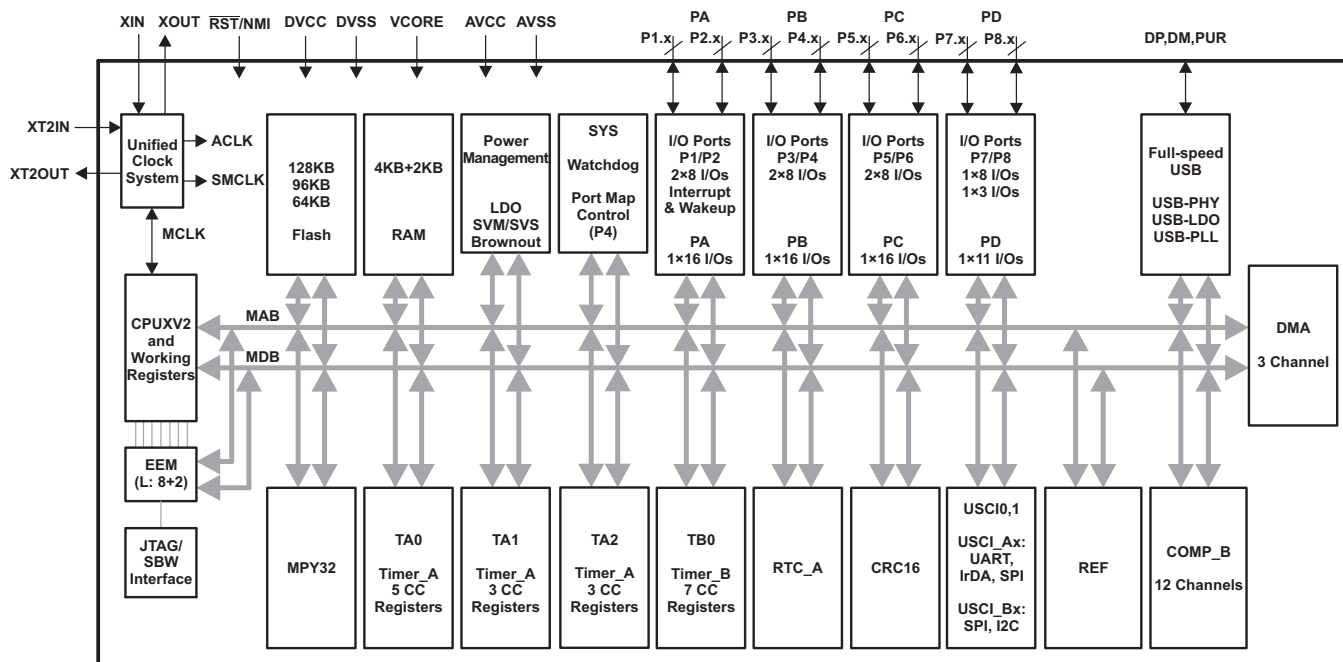 XIN
XOUT
RST/NMI
DVCC
DVSS
VCORE
AVCC
AVSS
PA
P1.x
P2.x
PB
P3.x
P4.x
PC
P5.x
P6.x
PD
P7.x
P8.x
DP,DM,PUR
XT2IN
XT2OUT
Unified
Clock
System
ACLK
SMCLK
MCLK
128KB
96KB
64KB
Flash
4KB+2KB
RAM
Power
Management
LDO
SVM/SVS
Brownout
SYS
Watchdog
Port Map
Control
(P4)
I/O Ports
P1/P2
2×8 I/Os
Interrupt
& Wakeup
PA
1×16 I/Os
I/O Ports
P3/P4
2×8 I/Os
PB
1×16 I/Os
I/O Ports
P5/P6
2×8 I/Os
PC
1×16 I/Os
I/O Ports
P7/P8
1×8 I/Os
1×3 I/Os
PD
1×11 I/Os
Full-speed
USB
USB-PHY
USB-LDO
USB-PLL
CPUXV2
and
Working
Registers
MAB
MDB
DMA
3 Channel
EEM
(L: 8+2)
JTAG/
SBW
Interface
MPY32
TA0
Timer_A
5 CC
Registers
TA1
Timer_A
3 CC
Registers
TA2
Timer_A
3 CC
Registers
TB0
Timer_B
7 CC
Registers
RTC_A
CRC16
USCI0,1
USCI_Ax:
UART,
IrDA, SPI
USCI_Bx:
SPI, I2C
REF
COMP_B
12 Channels